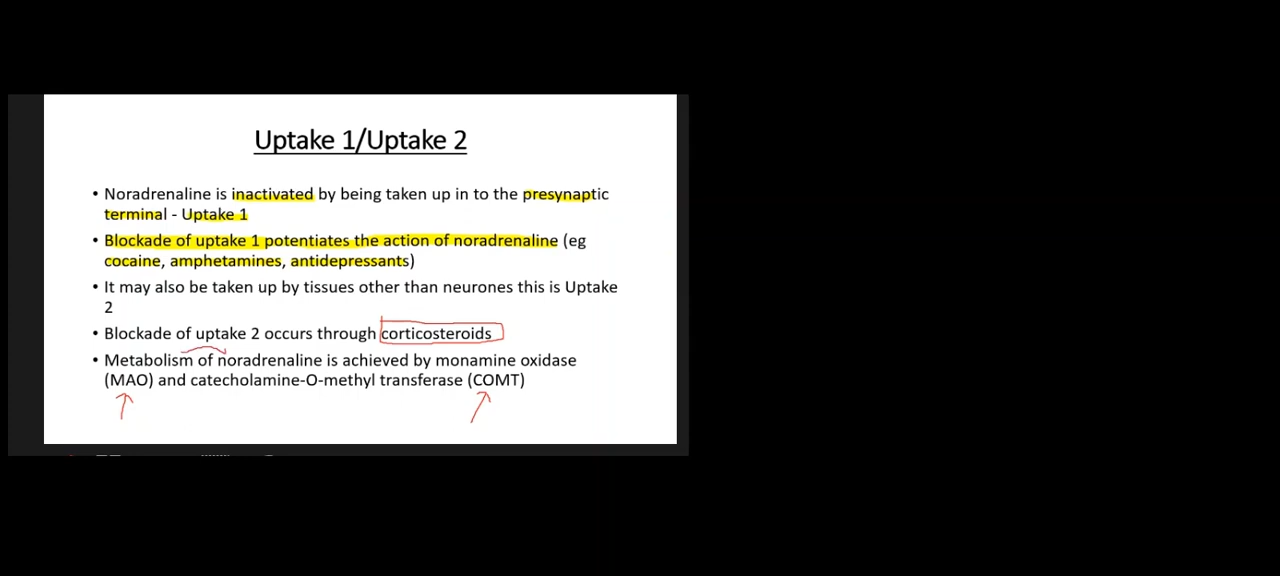 Uptake 1/Uptake 2
• Noradrenaline is inactivated by being taken up in to the presynaptic
terminal - Uptake 1
• Blockade of uptake 1 potentiates the action of noradrenaline (eg
cocaine, amphetamines, antidepressants)
• It may also be taken up by tissues other than neurones this is Uptake
2
• Blockade of uptake 2 occurs through corticosteroids
• Metabolism of noradrenaline is achieved by monamine oxidase
(MAO) and catecholamine-O-methyl transferase (COMT)